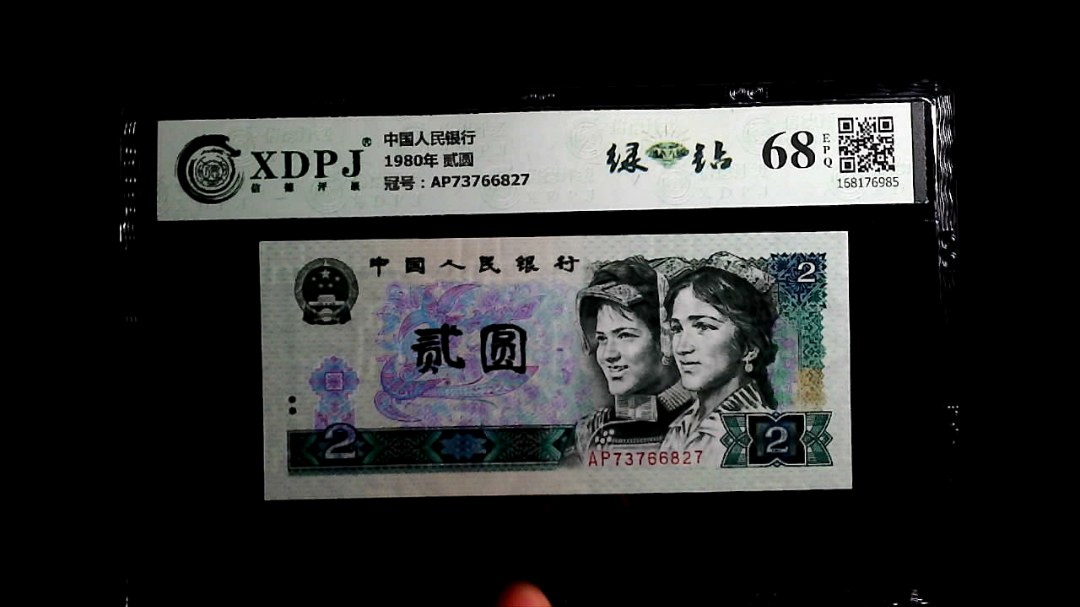 XDPJ®
信德评级
中国人民银行
1980年 贰圆
冠号：AP73766827
绿钻
68
EPQ
168176985
中国人民银行
2
贰圆
2
2
AP73766827